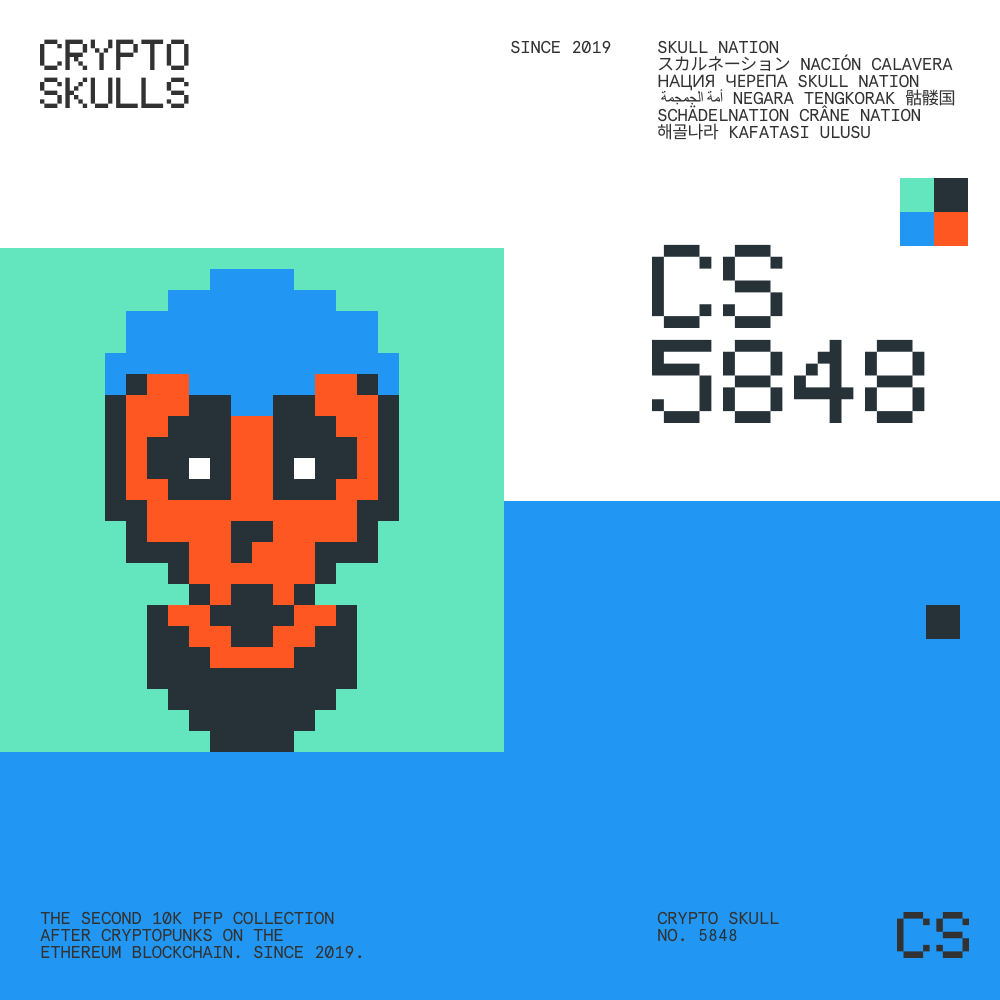 CRYPTO
SKULLS
SINCE 2019
SKULL NATION
スカルネーション NACIÓN CALAVERA
НАЦИЯ ЧЕРЕПА SKULL NATION
أمة الجمجمة NEGARA TENGKORAK 骷髅国
SCHÄDELNATION CRÂNE NATION
해골나라 KAFATASI ULUSU
CS
5848
THE SECOND 10K PFP COLLECTION
AFTER CRYPTOPUNKS ON THE
ETHEREUM BLOCKCHAIN. SINCE 2019.
CRYPTO SKULL
NO. 5848
CS